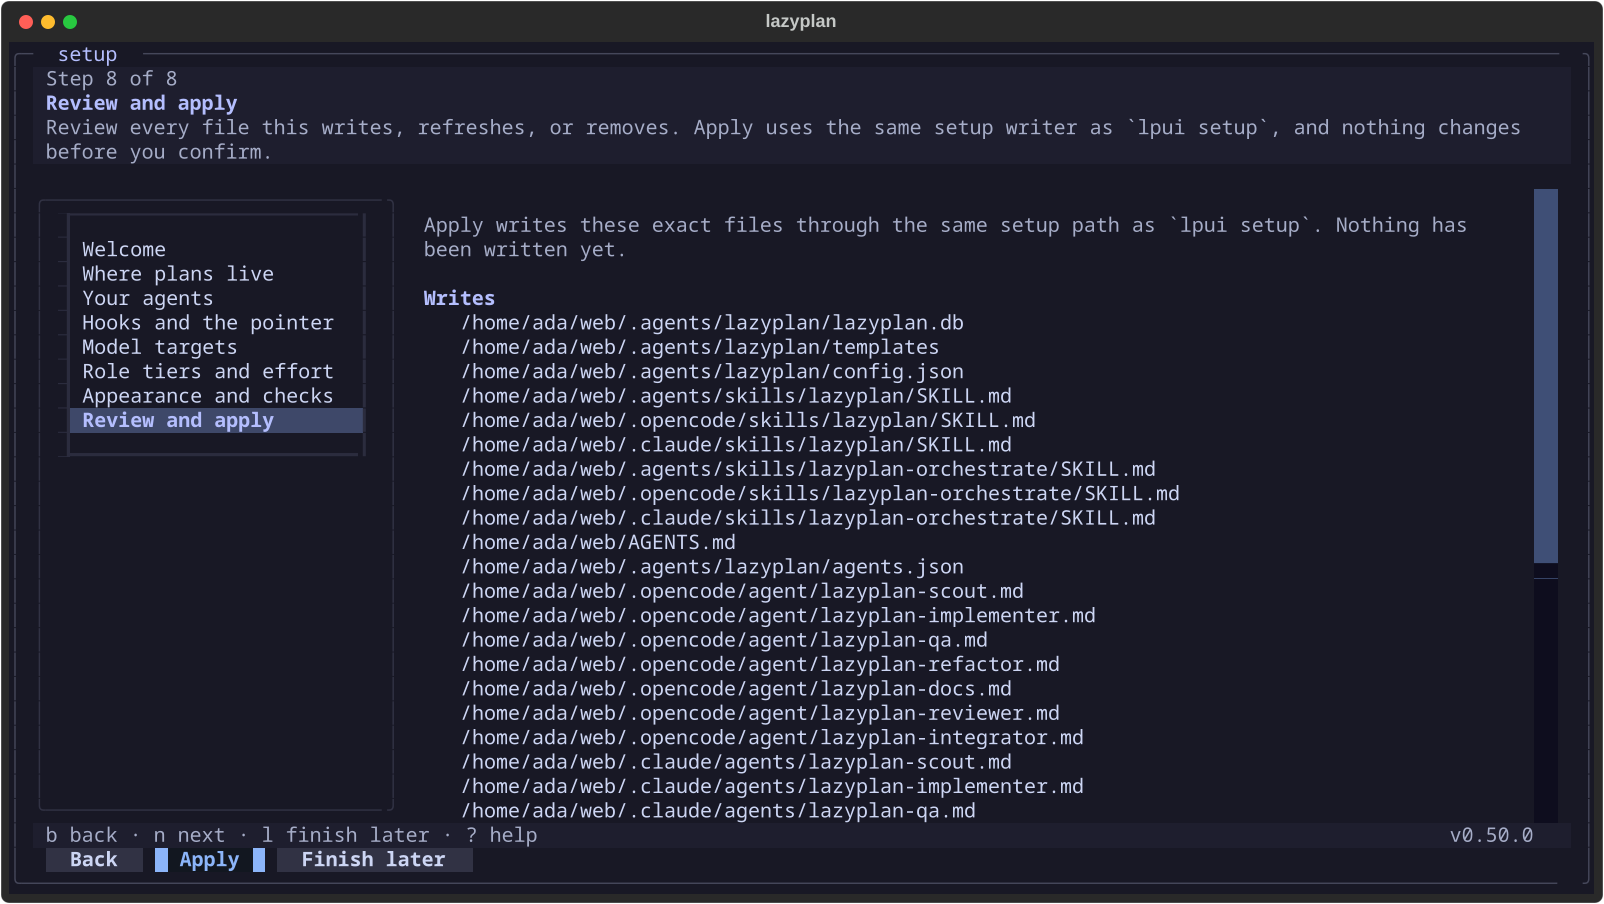 lazyplan
setup
Step 8 of 8
Review and apply
Review every file this writes, refreshes, or removes. Apply uses the same setup writer as `lpui setup`, and nothing changes
before you confirm.
Welcome
Where plans live
Your agents
Hooks and the pointer
Model targets
Role tiers and effort
Appearance and checks
Review and apply
Apply writes these exact files through the same setup path as `lpui setup`. Nothing has
been written yet.
Writes
/home/ada/web/.agents/lazyplan/lazyplan.db
/home/ada/web/.agents/lazyplan/templates
/home/ada/web/.agents/lazyplan/config.json
/home/ada/web/.agents/skills/lazyplan/SKILL.md
/home/ada/web/.opencode/skills/lazyplan/SKILL.md
/home/ada/web/.claude/skills/lazyplan/SKILL.md
/home/ada/web/.agents/skills/lazyplan-orchestrate/SKILL.md
/home/ada/web/.opencode/skills/lazyplan-orchestrate/SKILL.md
/home/ada/web/.claude/skills/lazyplan-orchestrate/SKILL.md
/home/ada/web/AGENTS.md
/home/ada/web/.agents/lazyplan/agents.json
/home/ada/web/.opencode/agent/lazyplan-scout.md
/home/ada/web/.opencode/agent/lazyplan-implementer.md
/home/ada/web/.opencode/agent/lazyplan-qa.md
/home/ada/web/.opencode/agent/lazyplan-refactor.md
/home/ada/web/.opencode/agent/lazyplan-docs.md
/home/ada/web/.opencode/agent/lazyplan-reviewer.md
/home/ada/web/.opencode/agent/lazyplan-integrator.md
/home/ada/web/.claude/agents/lazyplan-scout.md
/home/ada/web/.claude/agents/lazyplan-implementer.md
/home/ada/web/.claude/agents/lazyplan-qa.md
b back · n next · l finish later · ? help v0.50.0
Back Apply Finish later